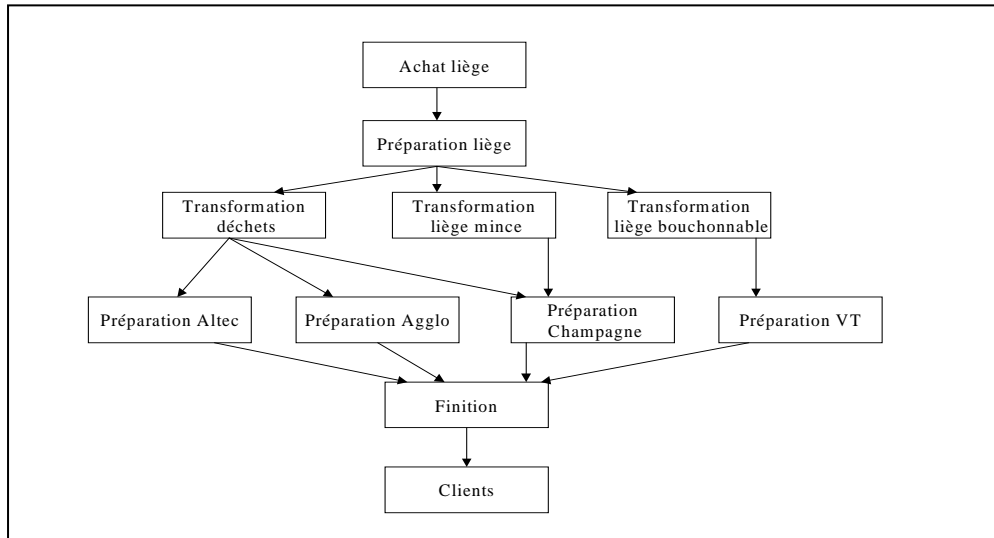 Achat liège
Préparation liège
Transformation
déchets
Transformation
liège mince
Transformation
liège bouchonnable
Préparation Altec
Préparation Agglo
Préparation
Champagne
Préparation VT
Finition
Clients